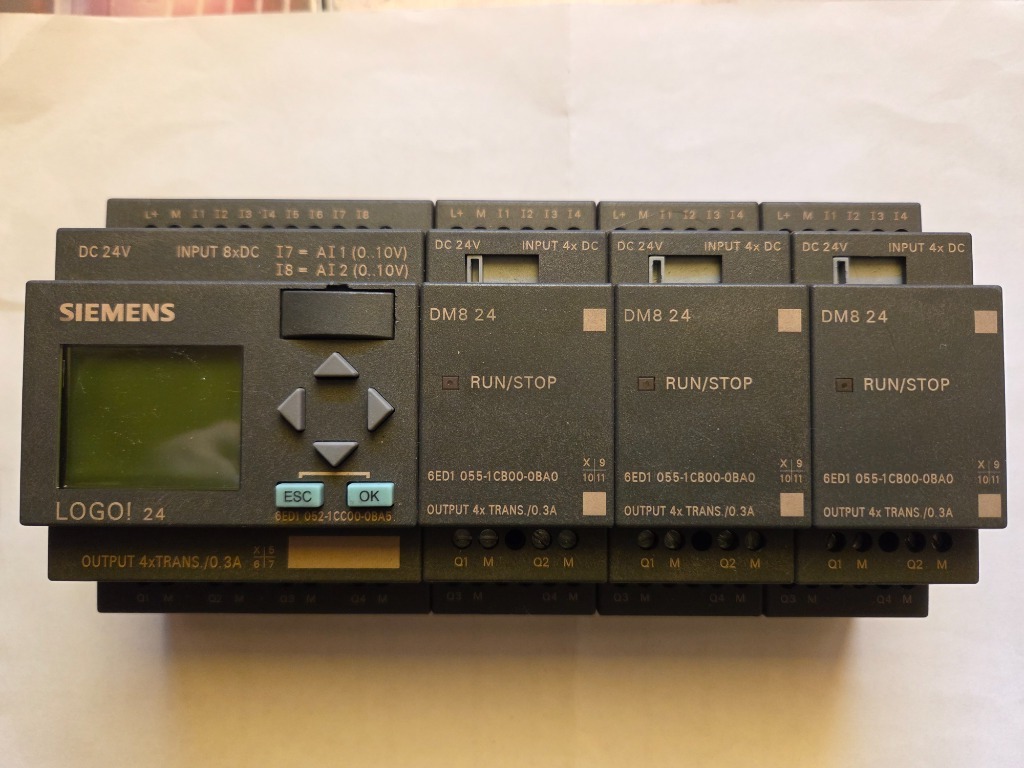 L+ M I1 I2 I3 I4 I5 I6 I7 I8
DC 24V INPUT 8xDC I7 = AI1 (0..10V)
I8 = AI2 (0..10V)
SIEMENS
ESC OK
6ED1 052-1CC00-0BA5
LOGO! 24
OUTPUT 4xTRANS./0.3A X 5
6 7
Q1 M Q2 M Q3 M Q4 M
L+ M I1 I2 I3 I4
DC 24V INPUT 4x DC
DM8 24
RUN/STOP
6ED1 055-1CB00-0BA0
X 9
10 11
OUTPUT 4x TRANS./0.3A
Q1 M Q2 M
Q3 M Q4 M
L+ M I1 I2 I3 I4
DC 24V INPUT 4x DC
DM8 24
RUN/STOP
6ED1 055-1CB00-0BA0
X 9
10 11
OUTPUT 4x TRANS./0.3A
Q1 M Q2 M
Q3 M Q4 M
L+ M I1 I2 I3 I4
DC 24V INPUT 4x DC
DM8 24
RUN/STOP
6ED1 055-1CB00-0BA0
X 9
10 11
OUTPUT 4x TRANS./0.3A
Q1 M Q2 M
Q3 M Q4 M